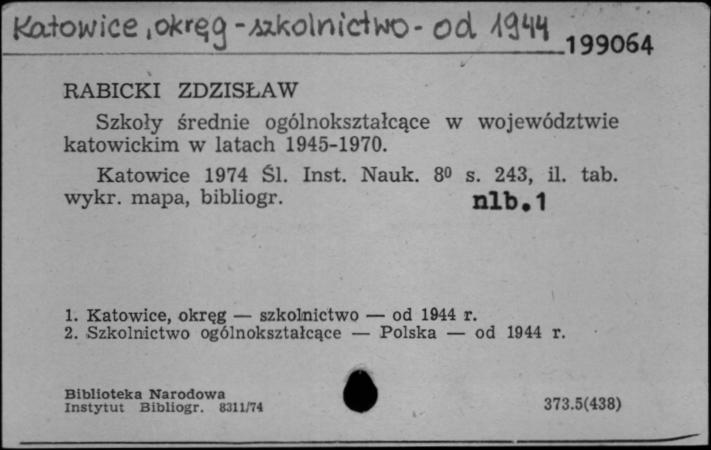 Katowice, okręg - szkolnictwo - od 1944
199064
RABICKI ZDZISŁAW
Szkoły średnie ogólnokształcące w województwie
katowickim w latach 1945-1970.
Katowice 1974 Śl. Inst. Nauk. 8⁰ s. 243, il. tab.
wykr. mapa, bibliogr. nlb. 1
1. Katowice, okręg — szkolnictwo — od 1944 r.
2. Szkolnictwo ogólnokształcące — Polska — od 1944 r.
Biblioteka Narodowa
Instytut Bibliogr. 8311/74 373.5(438)